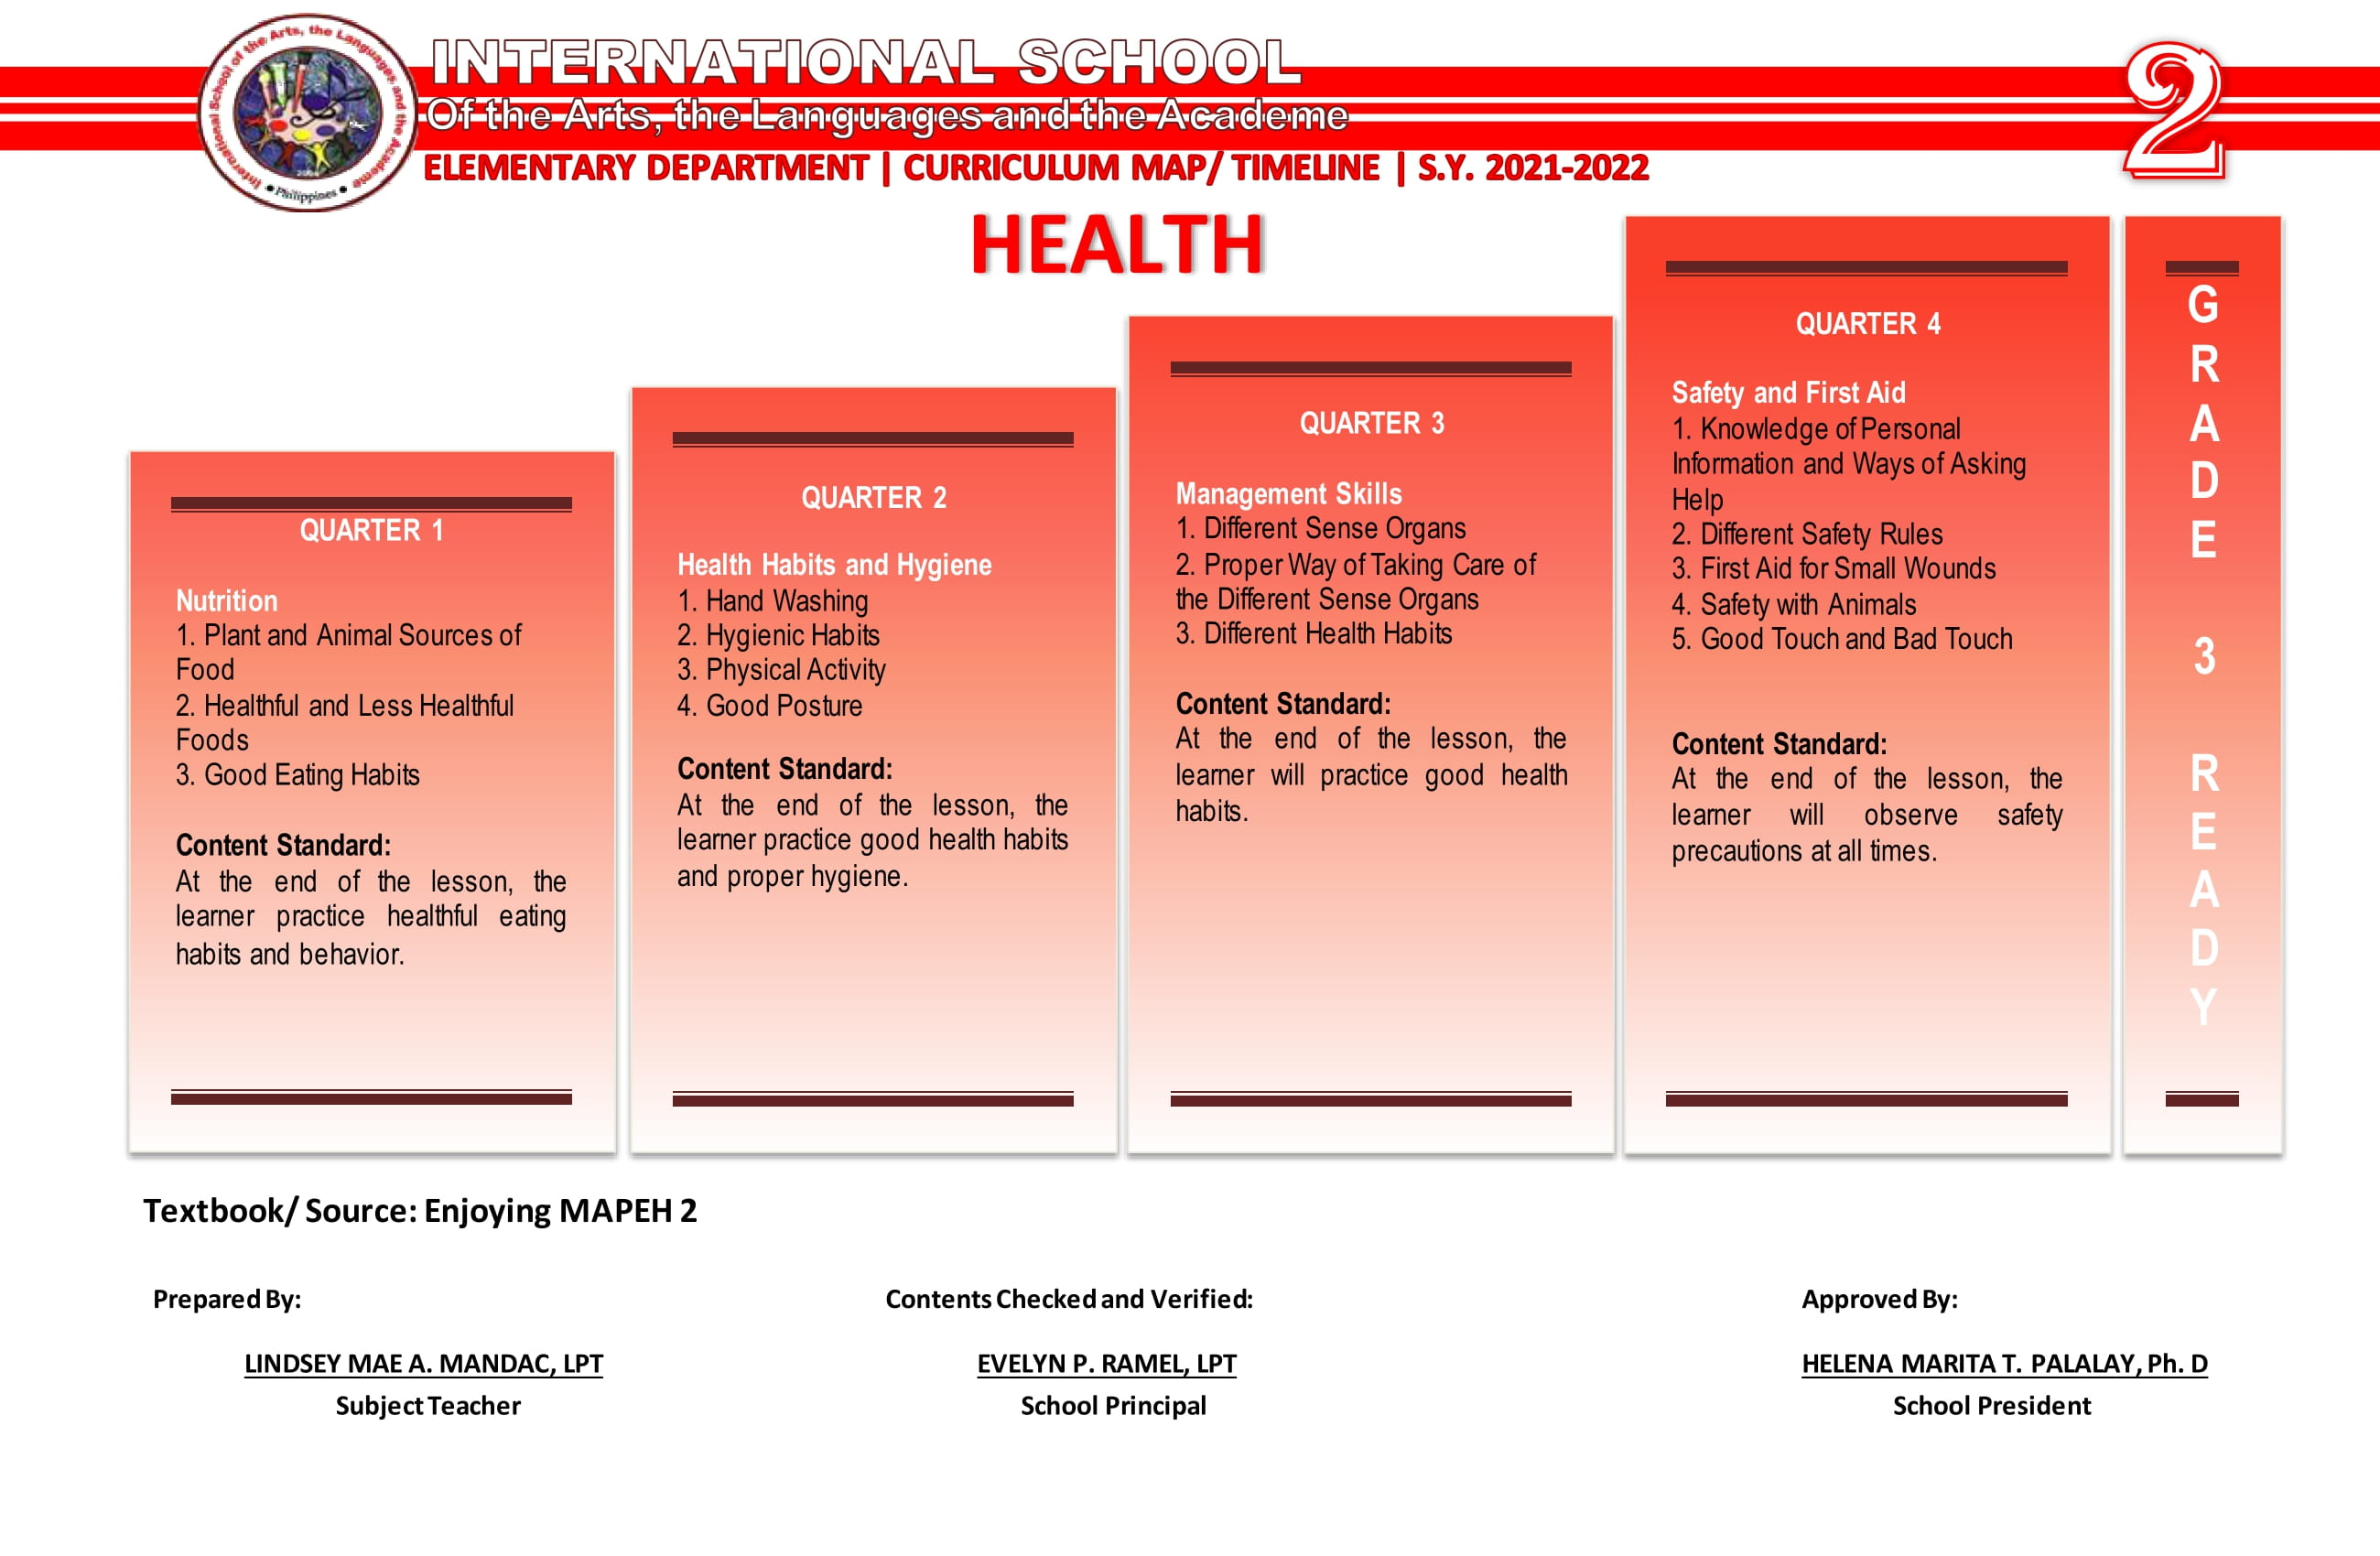 International School of the Arts, the Languages, and the Academe
Philippines
INTERNATIONAL SCHOOL
Of the Arts, the Languages and the Academe
ELEMENTARY DEPARTMENT | CURRICULUM MAP/ TIMELINE | S.Y. 2021-2022
2
HEALTH
QUARTER 1
Nutrition
1. Plant and Animal Sources of
Food
2. Healthful and Less Healthful
Foods
3. Good Eating Habits
Content Standard:
At the end of the lesson, the
learner practice healthful eating
habits and behavior.
QUARTER 2
Health Habits and Hygiene
1. Hand Washing
2. Hygienic Habits
3. Physical Activity
4. Good Posture
Content Standard:
At the end of the lesson, the
learner practice good health habits
and proper hygiene.
QUARTER 3
Management Skills
1. Different Sense Organs
2. Proper Way of Taking Care of
the Different Sense Organs
3. Different Health Habits
Content Standard:
At the end of the lesson, the
learner will practice good health
habits.
QUARTER 4
Safety and First Aid
1. Knowledge of Personal
Information and Ways of Asking
Help
2. Different Safety Rules
3. First Aid for Small Wounds
4. Safety with Animals
5. Good Touch and Bad Touch
Content Standard:
At the end of the lesson, the
learner will observe safety
precautions at all times.
GRADE 3 READY
Textbook/ Source: Enjoying MAPEH 2
Prepared By:
LINDSEY MAE A. MANDAC, LPT
Subject Teacher
Contents Checked and Verified:
EVELYN P. RAMEL, LPT
School Principal
Approved By:
HELENA MARITA T. PALALAY, Ph. D
School President